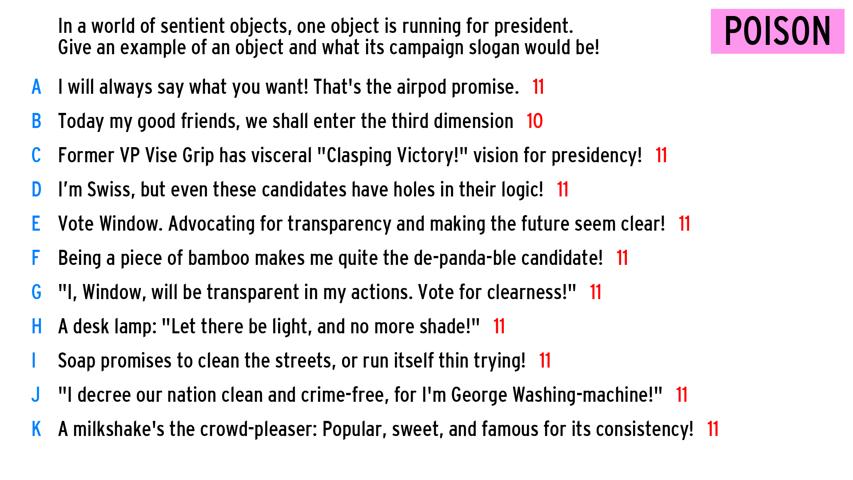 In a world of sentient objects, one object is running for president.
Give an example of an object and what its campaign slogan would be!
POISON
A I will always say what you want! That's the airpod promise. 11
B Today my good friends, we shall enter the third dimension 10
C Former VP Vise Grip has visceral "Clasping Victory!" vision for presidency! 11
D I’m Swiss, but even these candidates have holes in their logic! 11
E Vote Window. Advocating for transparency and making the future seem clear! 11
F Being a piece of bamboo makes me quite the de-panda-ble candidate! 11
G "I, Window, will be transparent in my actions. Vote for clearness!" 11
H A desk lamp: "Let there be light, and no more shade!" 11
I Soap promises to clean the streets, or run itself thin trying! 11
J "I decree our nation clean and crime-free, for I'm George Washing-machine!" 11
K A milkshake's the crowd-pleaser: Popular, sweet, and famous for its consistency! 11